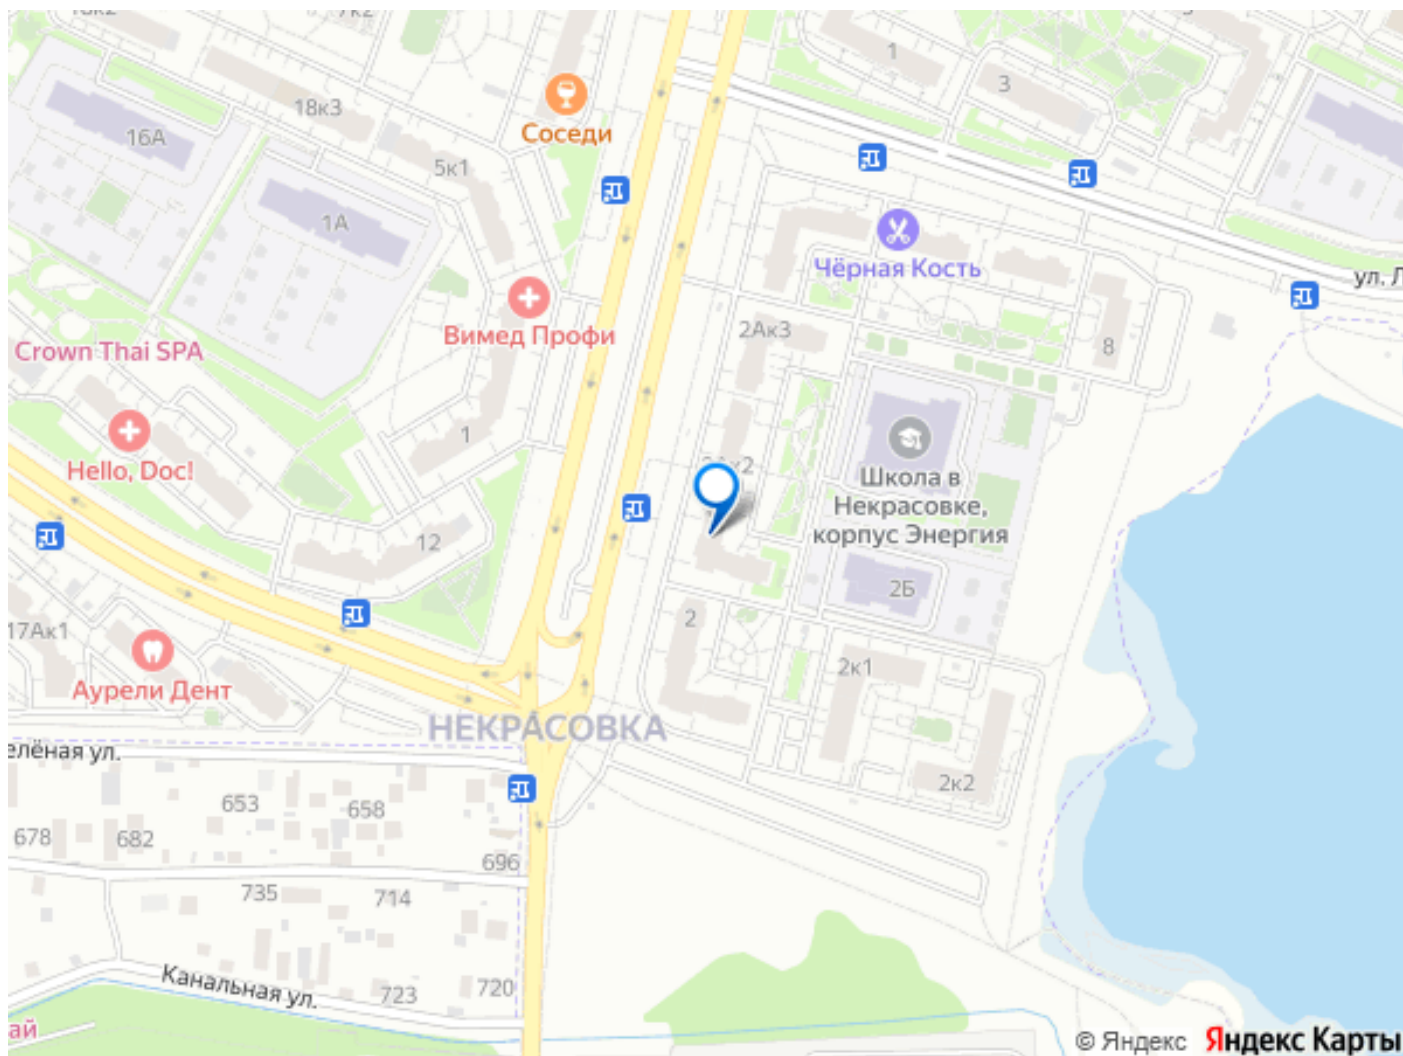 7к2
16А
18к3
Соседи
5к1
1А
1
3
Чёрная Кость
ул. Л
Вимед Профи
2Ак3
8
Crown Thai SPA
Hello, Doc!
1
Школа в
Некрасовке,
корпус Энергия
12
2Б
17Ак1
2
2к1
Аурели Дент
НЕКРАСОВКА
елёная ул.
2к2
653
658
678
682
696
735
714
Канальная ул.
723
720
ай
© Яндекс Яндекс Карты